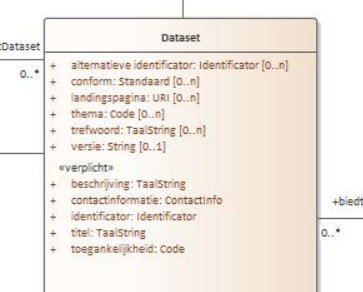 Dataset
Dataset
0..*
+ alternatieve identificator: Identificator [0..n]
+ conform: Standaard [0..n]
+ landingspagina: URI [0..n]
+ thema: Code [0..n]
+ trefwoord: TaalString [0..n]
+ versie: String [0..1]
«verplicht»
+ beschrijving: TaalString
+ contactinformatie: ContactInfo
+ identificator: Identificator
+ titel: TaalString
+ toegankelijkheid: Code
+biedt
0..*